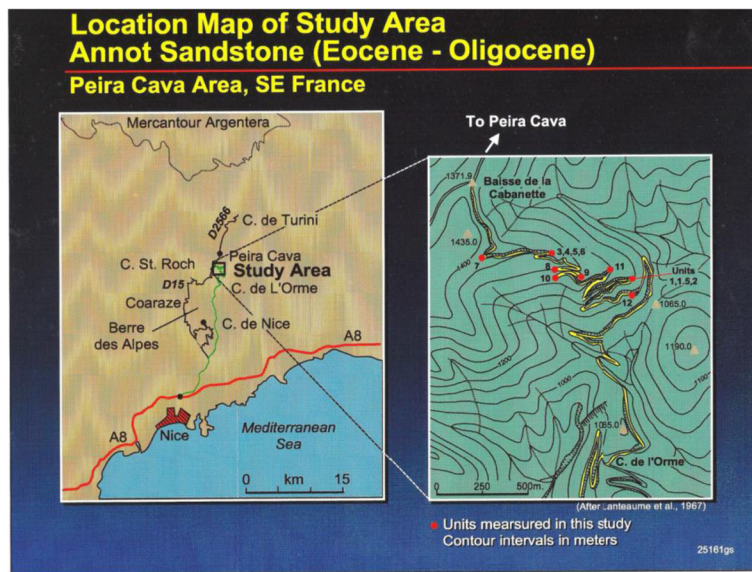 Location Map of Study Area
Annot Sandstone (Eocene - Oligocene)
Peira Cava Area, SE France
Mercantour Argentera
D2566
C. de Turini
C. St. Roch
Peira Cava
Study Area
D15
C. de L'Orme
Coaraze
Berre
des Alpes
C. de Nice
A8
A8
Nice
Mediterranean
Sea
0 km 15
To Peira Cava
1371.9
Baisse de la
Cabanette
1435.0
1400
7
3,4,5,6
8
10
9
11
Units
1,1.5,2
12
1065.0
1190.0
1200
1000
1100
C. de l'Orme
0 250 500m.
(After Lanteaume et al., 1967)
Units mearsured in this study
Contour intervals in meters
25161gs